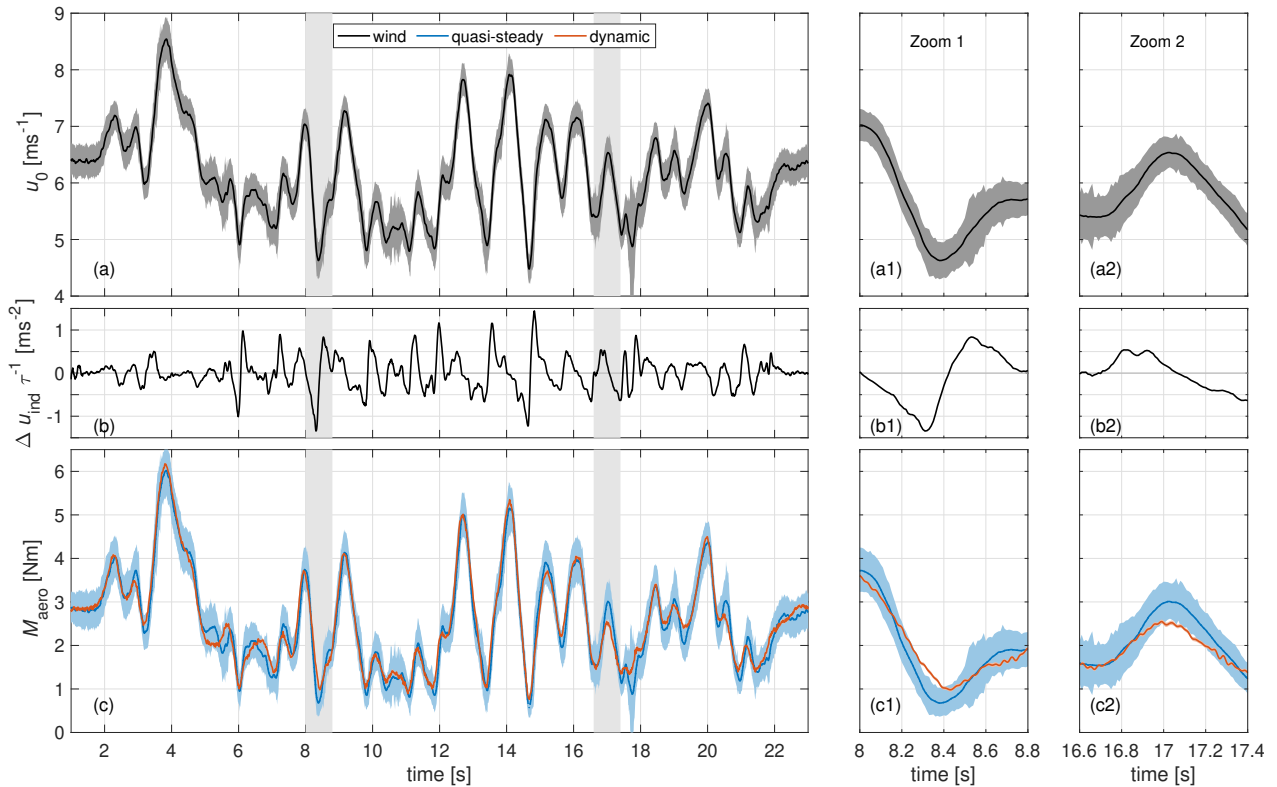 wind quasi-steady dynamic
Zoom 1
Zoom 2
u0 [ms-1]
9
8
7
6
5
4
(a)
(a1)
(a2)
Δ uind τ-1 [ms-2]
1
0
-1
(b)
(b1)
(b2)
Maero [Nm]
6
5
4
3
2
1
0
(c)
(c1)
(c2)
2 4 6 8 10 12 14 16 18 20 22
8 8.2 8.4 8.6 8.8
16.6 16.8 17 17.2 17.4
time [s]
time [s]
time [s]